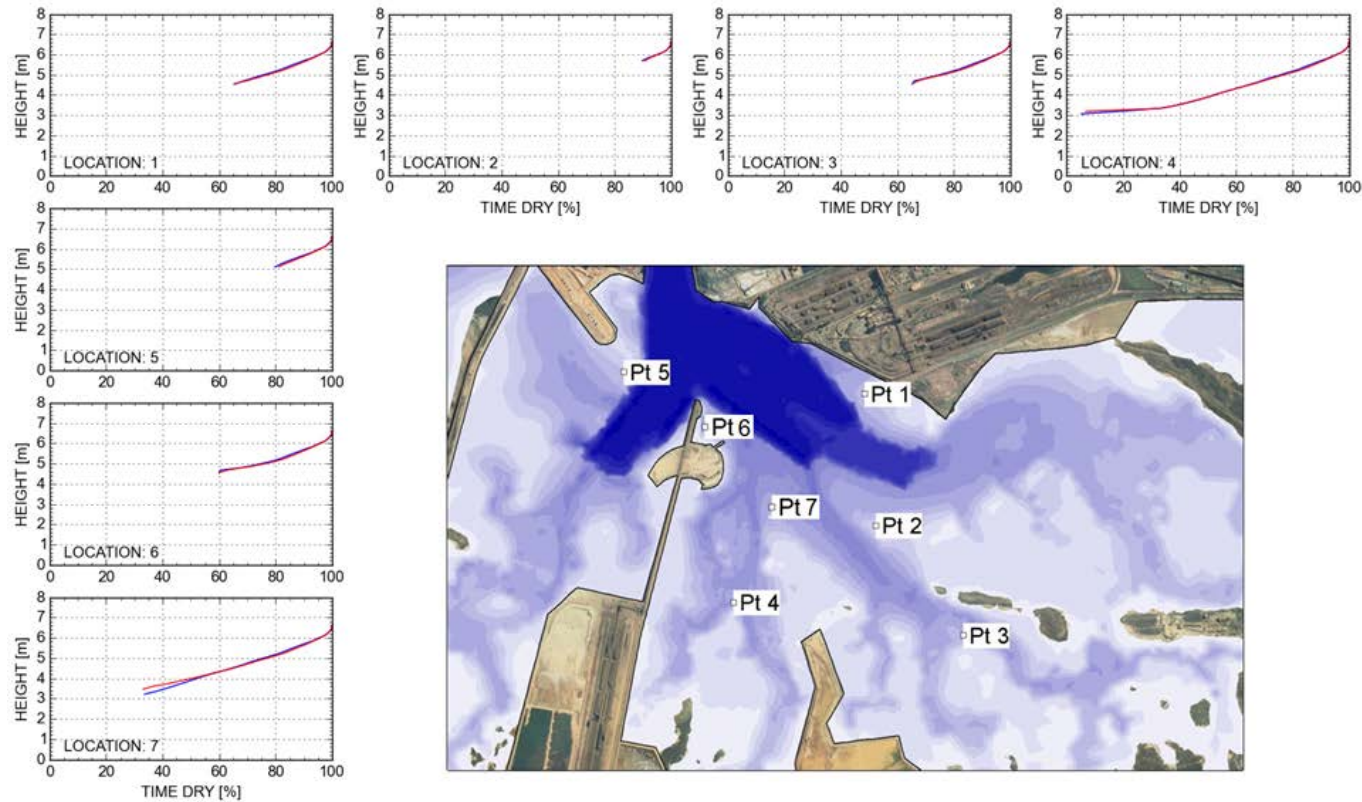 8
7
6
5
4
3
2
1
0
HEIGHT [m]
LOCATION: 1
0 20 40 60 80 100
8
7
6
5
4
3
2
1
0
HEIGHT [m]
LOCATION: 2
0 20 40 60 80 100
TIME DRY [%]
8
7
6
5
4
3
2
1
0
HEIGHT [m]
LOCATION: 3
0 20 40 60 80 100
TIME DRY [%]
8
7
6
5
4
3
2
1
0
HEIGHT [m]
LOCATION: 4
0 20 40 60 80 100
TIME DRY [%]
8
7
6
5
4
3
2
1
0
HEIGHT [m]
LOCATION: 5
0 20 40 60 80 100
8
7
6
5
4
3
2
1
0
HEIGHT [m]
LOCATION: 6
0 20 40 60 80 100
8
7
6
5
4
3
2
1
0
HEIGHT [m]
LOCATION: 7
0 20 40 60 80 100
TIME DRY [%]
Pt 5
Pt 1
Pt 6
Pt 7
Pt 2
Pt 4
Pt 3